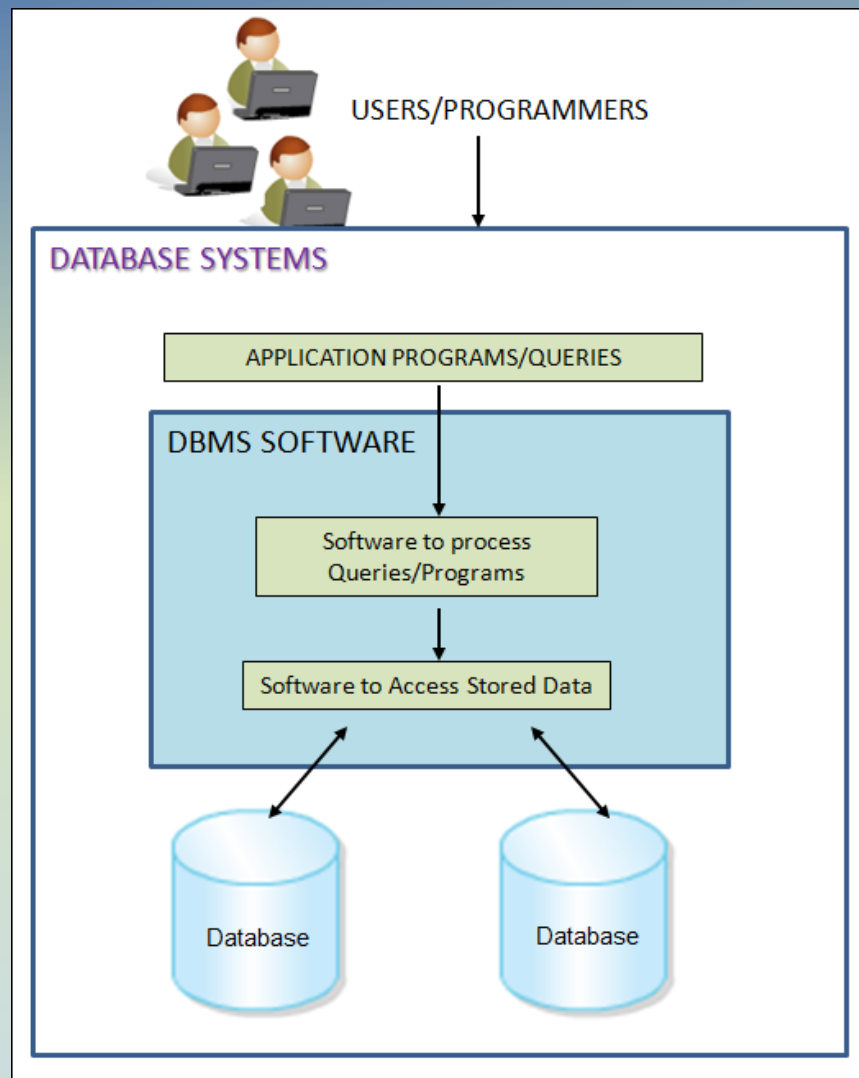 USERS/PROGRAMMERS
DATABASE SYSTEMS
APPLICATION PROGRAMS/QUERIES
DBMS SOFTWARE
Software to process
Queries/Programs
Software to Access Stored Data
Database
Database